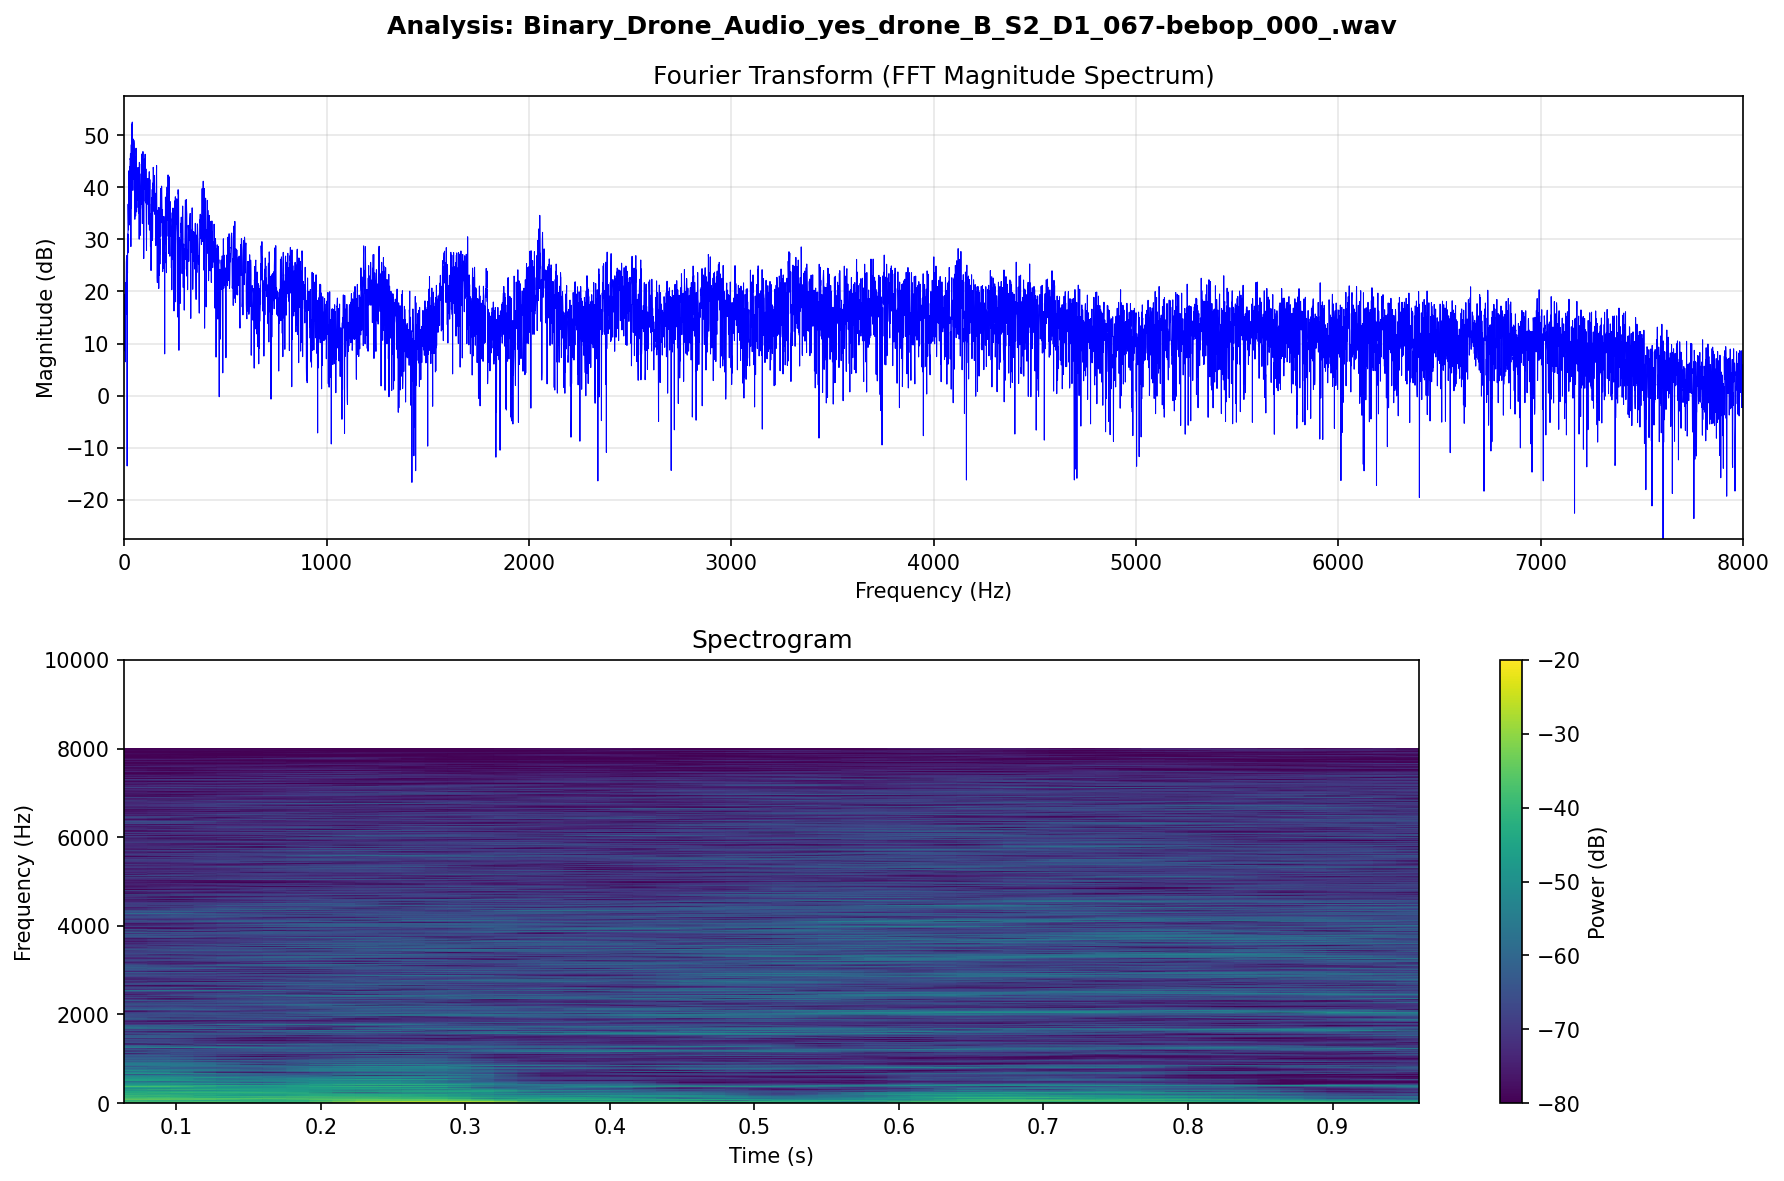 Analysis: Binary_Drone_Audio_yes_drone_B_S2_D1_067-bebop_000_.wav
Fourier Transform (FFT Magnitude Spectrum)
50
40
30
20
10
0
−10
−20
Magnitude (dB)
0 1000 2000 3000 4000 5000 6000 7000 8000
Frequency (Hz)
Spectrogram
10000
8000
6000
4000
2000
0
Frequency (Hz)
0.1 0.2 0.3 0.4 0.5 0.6 0.7 0.8 0.9
Time (s)
−20
−30
−40
−50
−60
−70
−80
Power (dB)